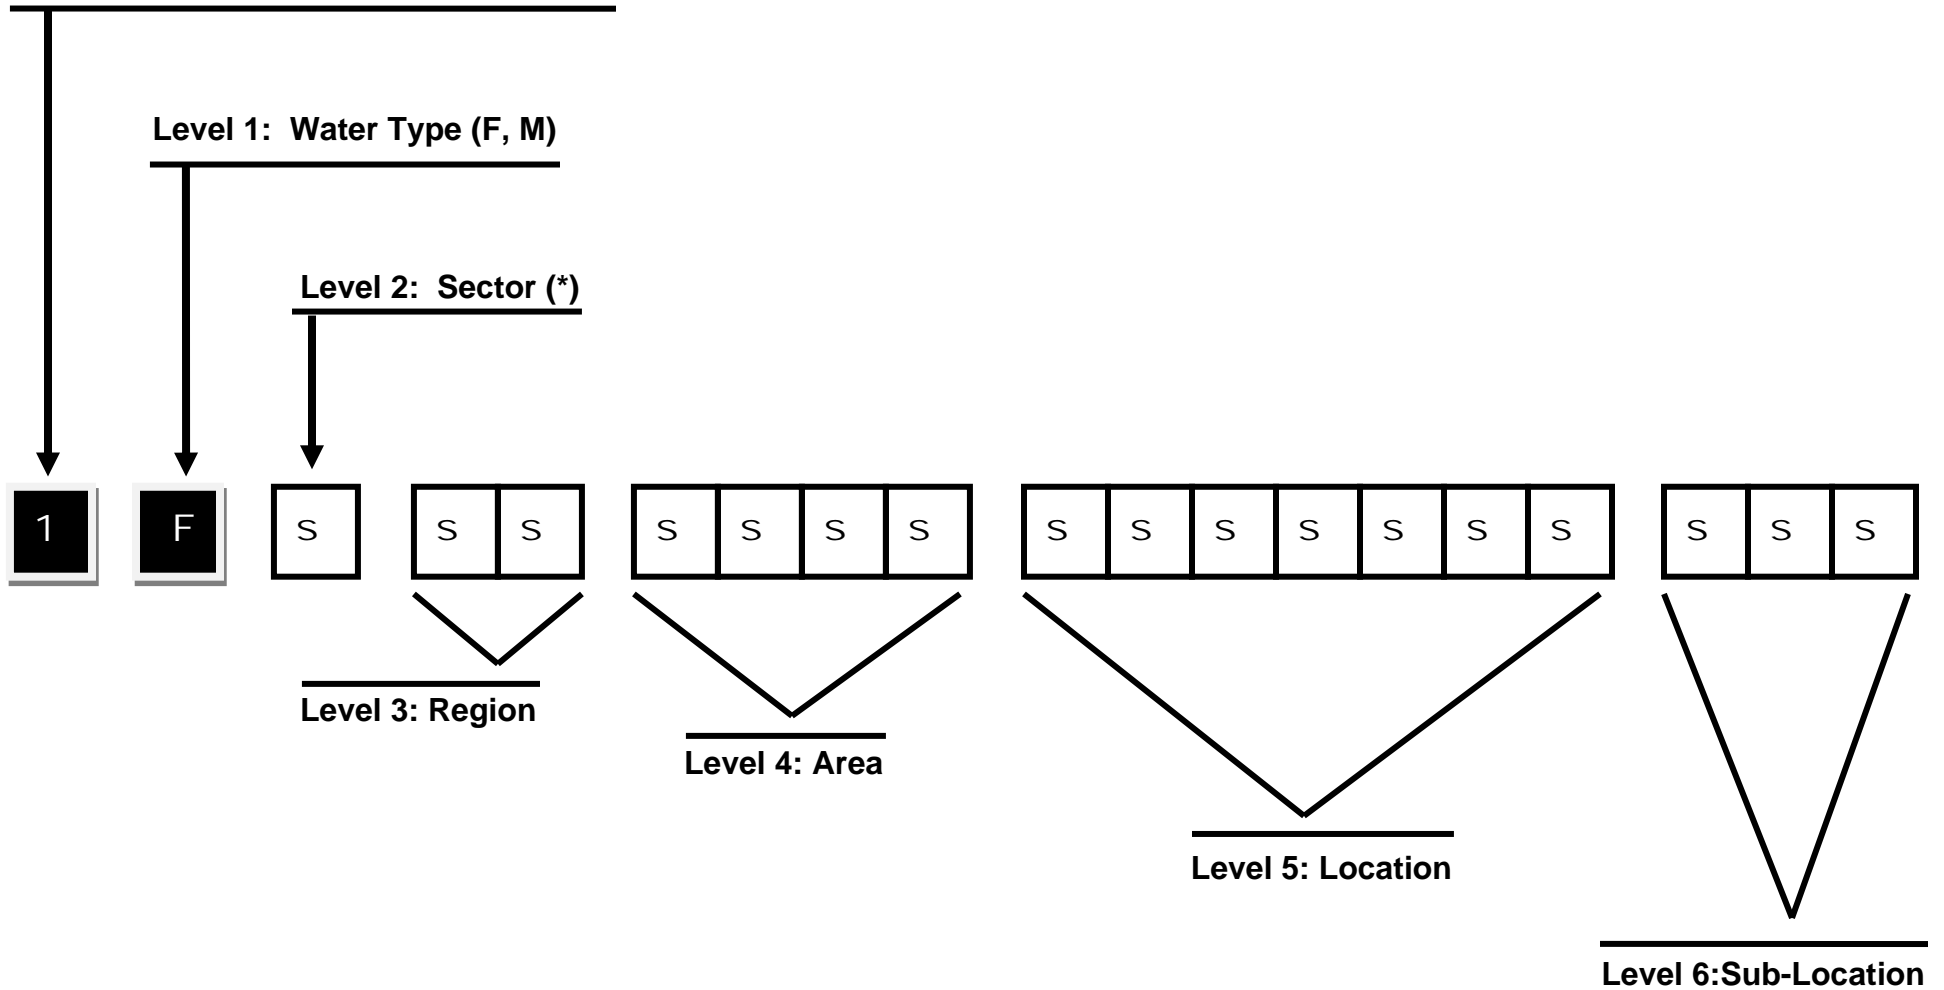 Level 1: Water Type (F, M)
Level 2: Sector (*)
1 F S S S S S S S S S S S S S S S S S
Level 3: Region
Level 4: Area
Level 5: Location
Level 6:Sub-Location